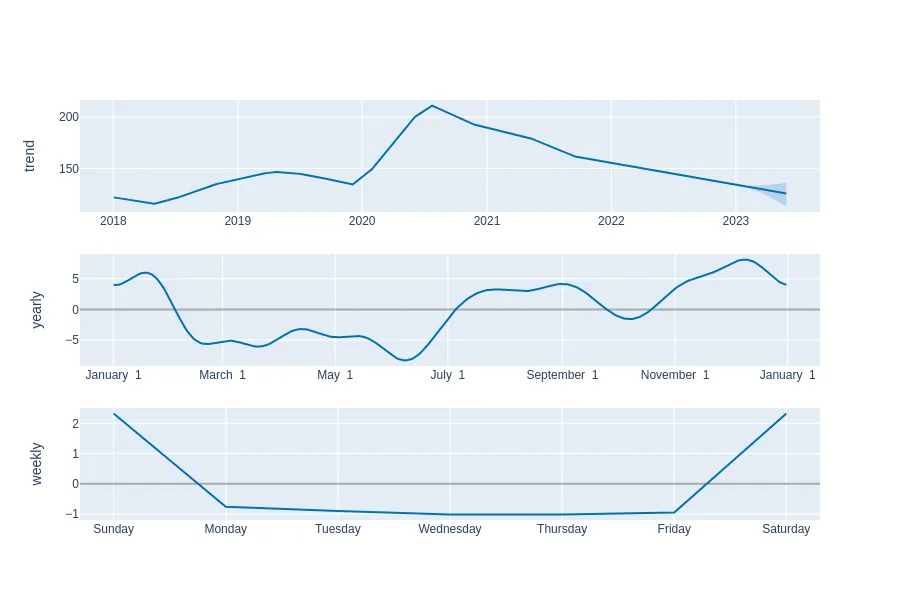 trend
200
150
2018 2019 2020 2021 2022 2023
yearly
5
0
−5
January 1 March 1 May 1 July 1 September 1 November 1 January 1
weekly
2
1
0
−1
Sunday Monday Tuesday Wednesday Thursday Friday Saturday